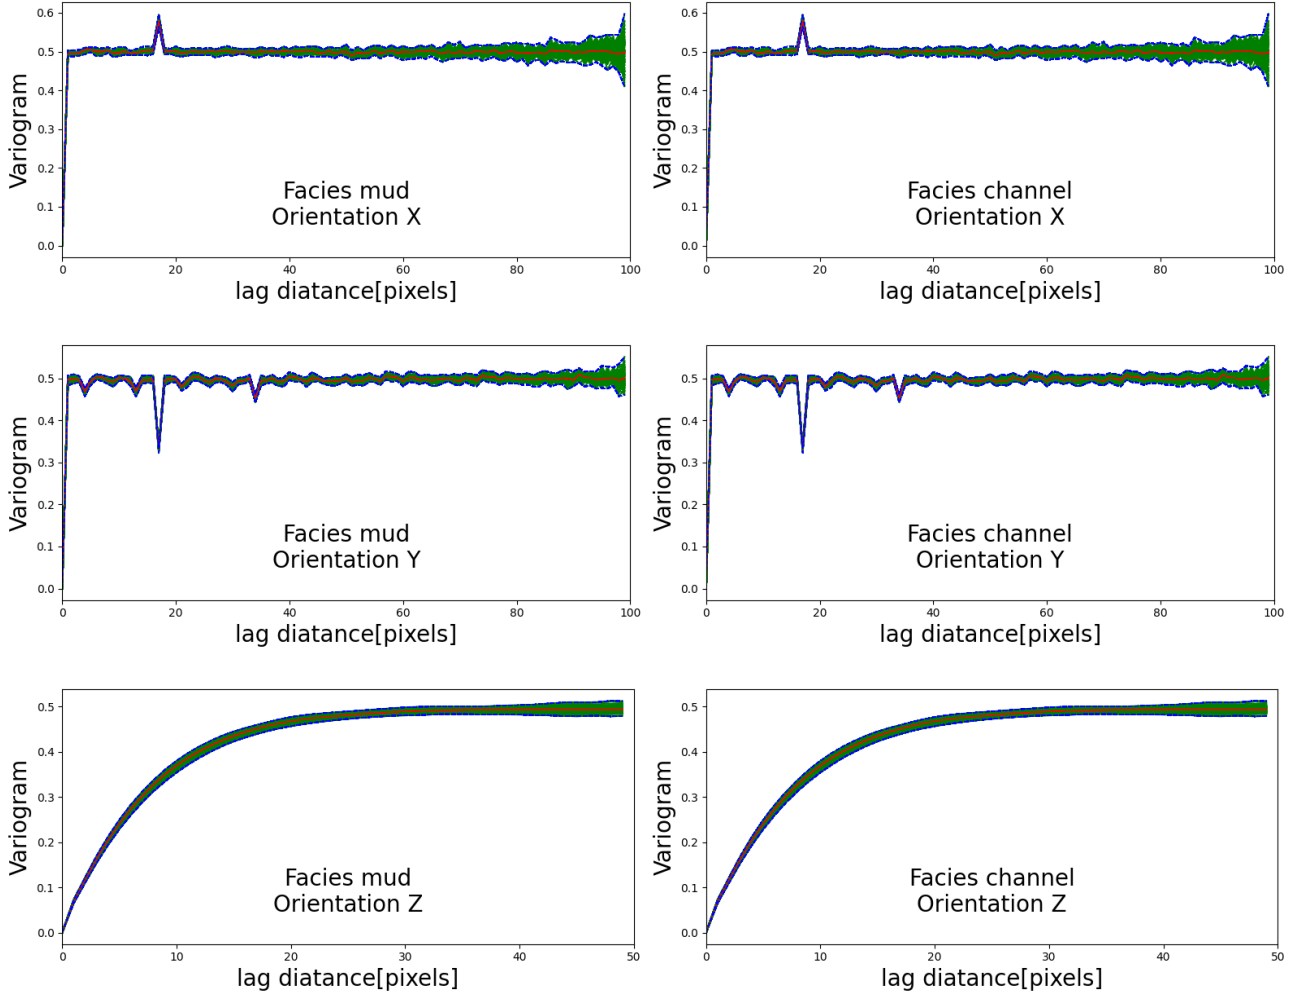 Variogram
0.6
0.5
0.4
0.3
0.2
0.1
0.0
Facies mud
Orientation X
0 20 40 60 80 100
lag diatance[pixels]
Variogram
0.6
0.5
0.4
0.3
0.2
0.1
0.0
Facies channel
Orientation X
0 20 40 60 80 100
lag diatance[pixels]
Variogram
0.5
0.4
0.3
0.2
0.1
0.0
Facies mud
Orientation Y
0 20 40 60 80 100
lag diatance[pixels]
Variogram
0.5
0.4
0.3
0.2
0.1
0.0
Facies channel
Orientation Y
0 20 40 60 80 100
lag diatance[pixels]
Variogram
0.5
0.4
0.3
0.2
0.1
0.0
Facies mud
Orientation Z
0 10 20 30 40 50
lag diatance[pixels]
Variogram
0.5
0.4
0.3
0.2
0.1
0.0
Facies channel
Orientation Z
0 10 20 30 40 50
lag diatance[pixels]